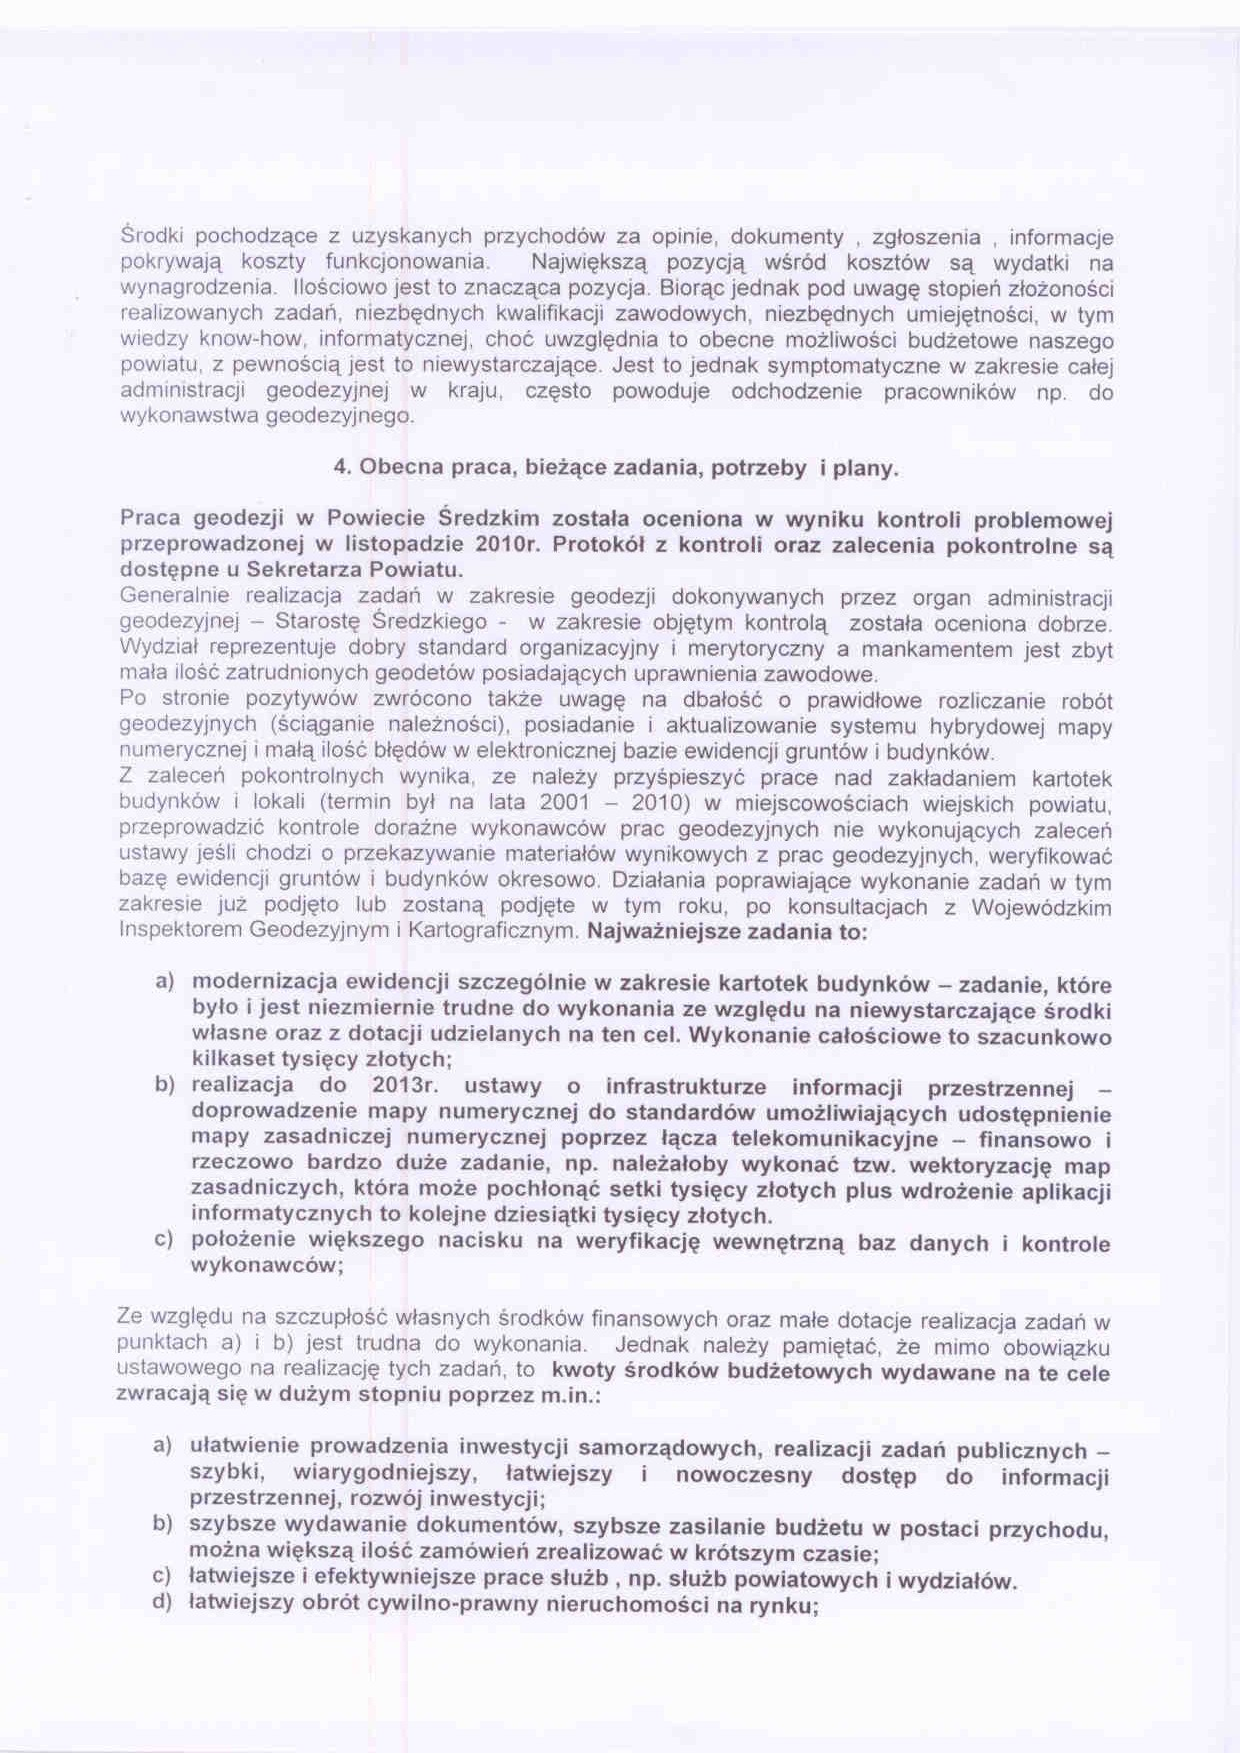 Środki pochodzące z uzyskanych przychodów za opinie, dokumenty , zgłoszenia , informacje
pokrywają koszty funkcjonowania. Największą pozycją wśród kosztów są wydatki na
wynagrodzenia. Ilościowo jest to znacząca pozycja. Biorąc jednak pod uwagę stopień złożoności
realizowanych zadań, niezbędnych kwalifikacji zawodowych, niezbędnych umiejętności, w tym
wiedzy know-how, informatycznej, choć uwzględnia to obecne możliwości budżetowe naszego
powiatu, z pewnością jest to niewystarczające. Jest to jednak symptomatyczne w zakresie całej
administracji geodezyjnej w kraju, często powoduje odchodzenie pracowników np. do
wykonawstwa geodezyjnego.
4. Obecna praca, bieżące zadania, potrzeby i plany.
Praca geodezji w Powiecie Średzkim została oceniona w wyniku kontroli problemowej
przeprowadzonej w listopadzie 2010r. Protokół z kontroli oraz zalecenia pokontrolne są
dostępne u Sekretarza Powiatu.
Generalnie realizacja zadań w zakresie geodezji dokonywanych przez organ administracji
geodezyjnej – Starostę Średzkiego - w zakresie objętym kontrolą została oceniona dobrze.
Wydział reprezentuje dobry standard organizacyjny i merytoryczny a mankamentem jest zbyt
mała ilość zatrudnionych geodetów posiadających uprawnienia zawodowe.
Po stronie pozytywów zwrócono także uwagę na dbałość o prawidłowe rozliczanie robót
geodezyjnych (ściąganie należności), posiadanie i aktualizowanie systemu hybrydowej mapy
numerycznej i małą ilość błędów w elektronicznej bazie ewidencji gruntów i budynków.
Z zaleceń pokontrolnych wynika, ze należy przyśpieszyć prace nad zakładaniem kartotek
budynków i lokali (termin był na lata 2001 – 2010) w miejscowościach wiejskich powiatu,
przeprowadzić kontrole doraźne wykonawców prac geodezyjnych nie wykonujących zaleceń
ustawy jeśli chodzi o przekazywanie materiałów wynikowych z prac geodezyjnych, weryfikować
bazę ewidencji gruntów i budynków okresowo. Działania poprawiające wykonanie zadań w tym
zakresie już podjęto lub zostaną podjęte w tym roku, po konsultacjach z Wojewódzkim
Inspektorem Geodezyjnym i Kartograficznym. Najważniejsze zadania to:
a) modernizacja ewidencji szczególnie w zakresie kartotek budynków – zadanie, które
było i jest niezmiernie trudne do wykonania ze względu na niewystarczające środki
własne oraz z dotacji udzielanych na ten cel. Wykonanie całościowe to szacunkowo
kilkaset tysięcy złotych;
b) realizacja do 2013r. ustawy o infrastrukturze informacji przestrzennej –
doprowadzenie mapy numerycznej do standardów umożliwiających udostępnienie
mapy zasadniczej numerycznej poprzez łącza telekomunikacyjne – finansowo i
rzeczowo bardzo duże zadanie, np. należałoby wykonać tzw. wektoryzację map
zasadniczych, która może pochłonąć setki tysięcy złotych plus wdrożenie aplikacji
informatycznych to kolejne dziesiątki tysięcy złotych.
c) położenie większego nacisku na weryfikację wewnętrzną baz danych i kontrole
wykonawców;
Ze względu na szczupłość własnych środków finansowych oraz małe dotacje realizacja zadań w
punktach a) i b) jest trudna do wykonania. Jednak należy pamiętać, że mimo obowiązku
ustawowego na realizację tych zadań, to kwoty środków budżetowych wydawane na te cele
zwracają się w dużym stopniu poprzez m.in.:
a) ułatwienie prowadzenia inwestycji samorządowych, realizacji zadań publicznych –
szybki, wiarygodniejszy, łatwiejszy i nowoczesny dostęp do informacji
przestrzennej, rozwój inwestycji;
b) szybsze wydawanie dokumentów, szybsze zasilanie budżetu w postaci przychodu,
można większą ilość zamówień zrealizować w krótszym czasie;
c) łatwiejsze i efektywniejsze prace służb , np. służb powiatowych i wydziałów.
d) łatwiejszy obrót cywilno-prawny nieruchomości na rynku;